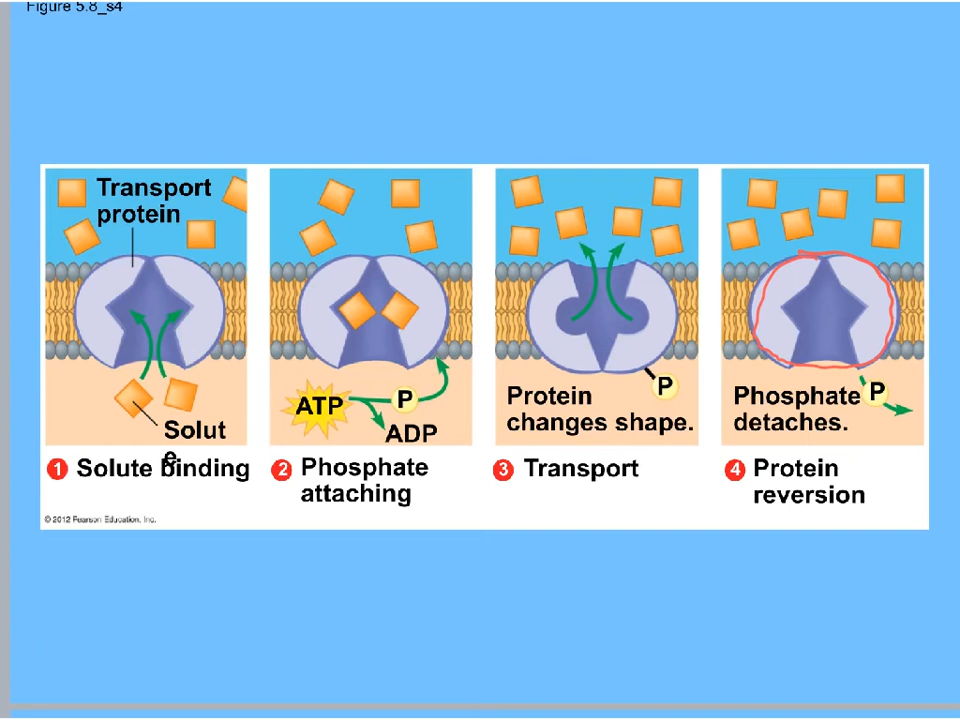 Figure 5.8_s4
Transport
protein
Solut
e
1 Solute binding
ATP
P
ADP
2 Phosphate
attaching
P
Protein
changes shape.
3 Transport
Phosphate
P
detaches.
4 Protein
reversion
© 2012 Pearson Education, Inc.